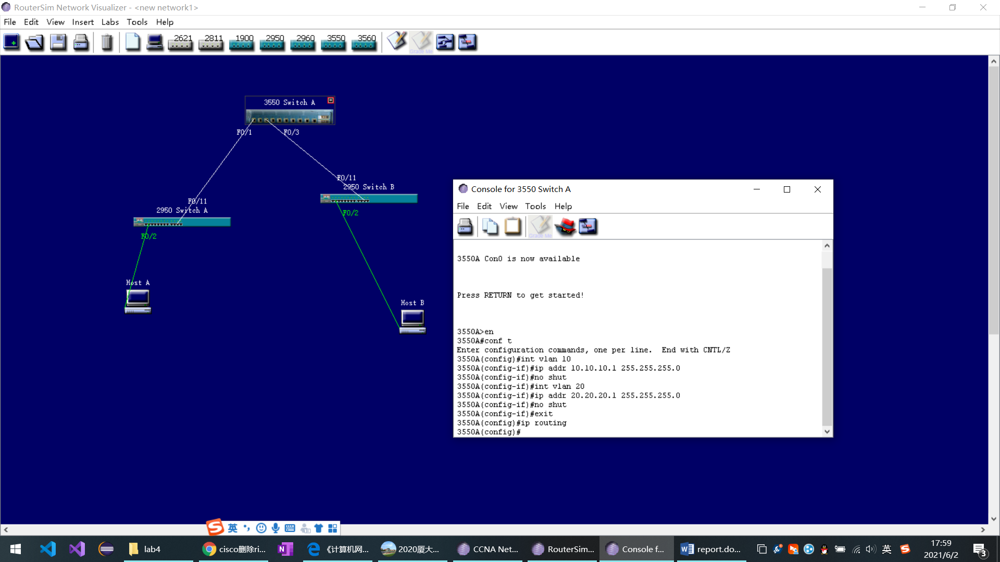 RouterSim Network Visualizer - <new network1>
File Edit View Insert Labs Tools Help
2621 2811 1900 2950 2960 3550 3560
Grade Me
3550 Switch A
F0/1 F0/3
F0/11
2950 Switch B
F0/2
F0/11
2950 Switch A
F0/2
Host A
Host B
Console for 3550 Switch A
File Edit View Tools Help
Grade Me
3550A Con0 is now available
Press RETURN to get started!
3550A>en
3550A#conf t
Enter configuration commands, one per line.  End with CNTL/Z
3550A(config)#int vlan 10
3550A(config-if)#ip addr 10.10.10.1 255.255.255.0
3550A(config-if)#no shut
3550A(config-if)#int vlan 20
3550A(config-if)#ip addr 20.20.20.1 255.255.255.0
3550A(config-if)#no shut
3550A(config-if)#exit
3550A(config)#ip routing
3550A(config)#
英
lab4 cisco删除ri... 《计算机网... 2020厦大... CCNA Net... RouterSim... Console f... report.do... 英 17:59
2021/6/2
3